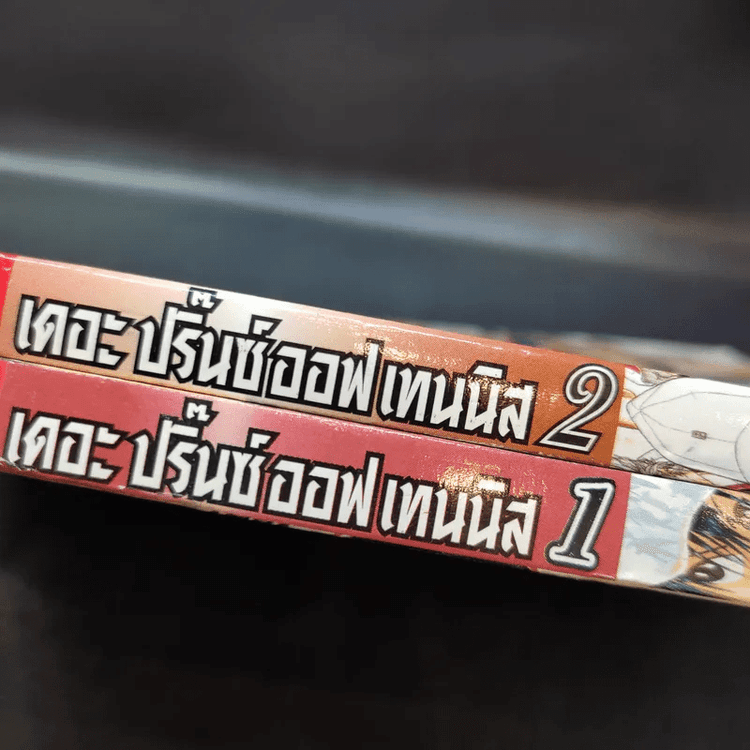 เดอะ ปริ๊นซ์ ออฟ เทนนิส 2
เดอะ ปริ๊นซ์ ออฟ เทนนิส 1